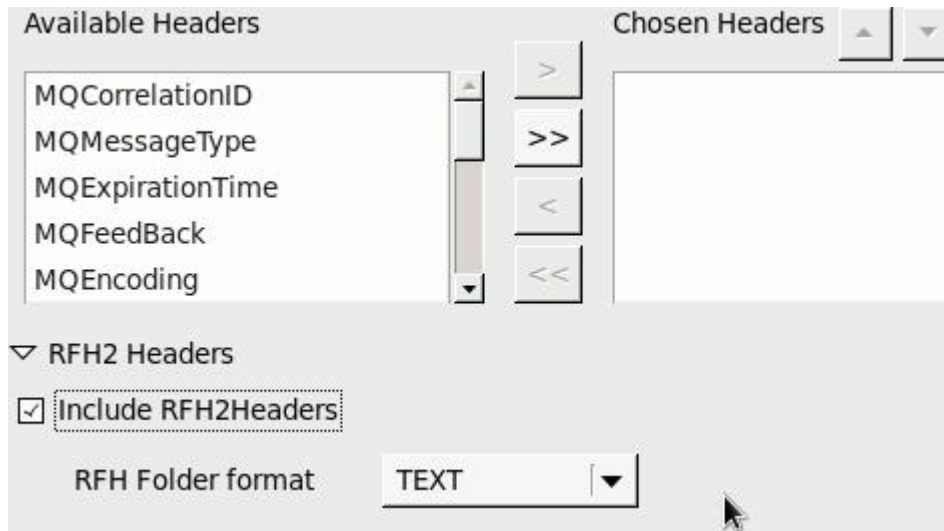 Available Headers
Chosen Headers
MQCorrelationID
MQMessageType
MQExpirationTime
MQFeedBack
MQEncoding
>
>>
<
<<
RFH2 Headers
Include RFH2Headers
RFH Folder format
TEXT